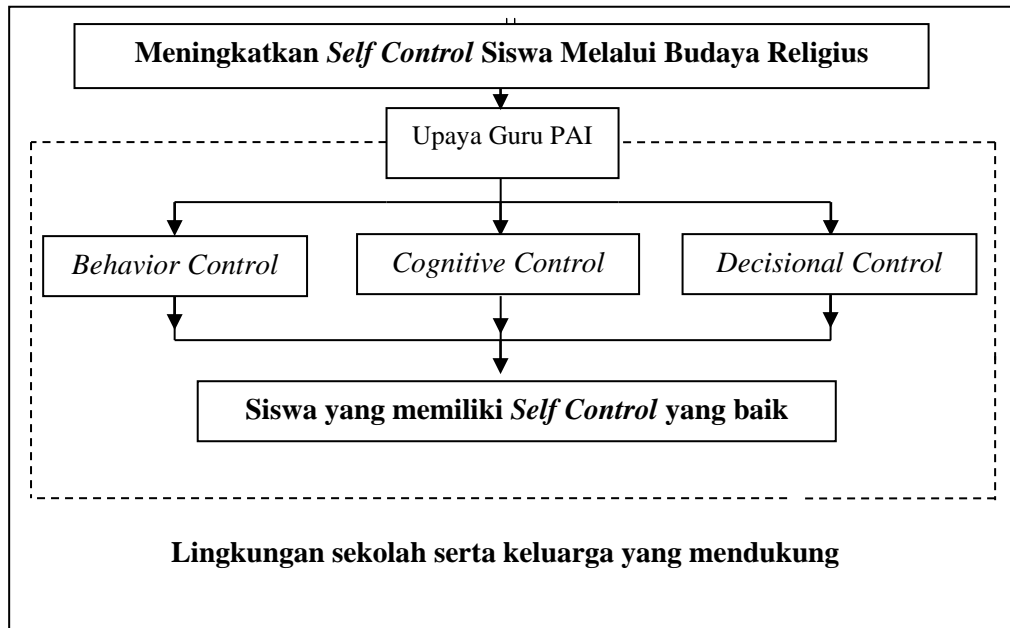 Meningkatkan Self Control Siswa Melalui Budaya Religius
Upaya Guru PAI
Behavior Control
Cognitive Control
Decisional Control
Siswa yang memiliki Self Control yang baik
Lingkungan sekolah serta keluarga yang mendukung